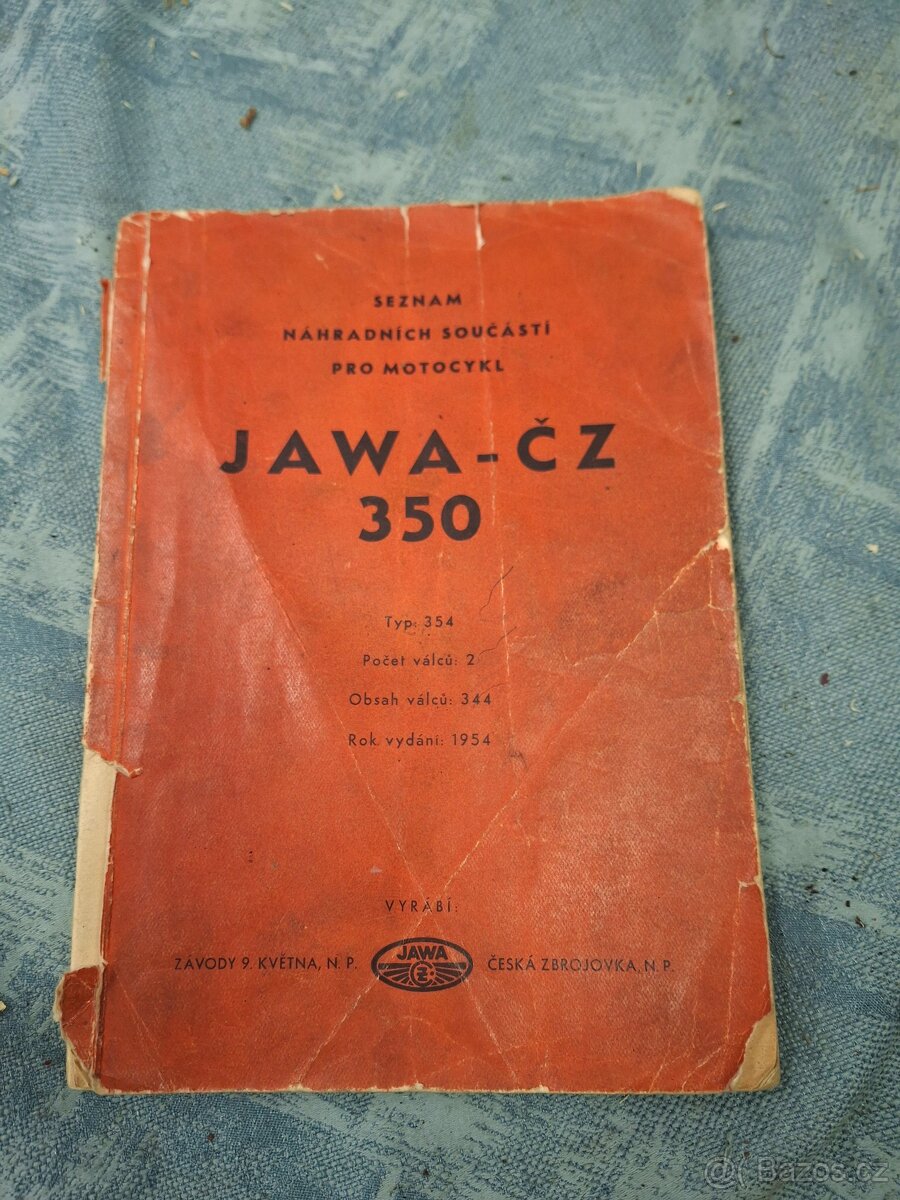 SEZNAM
NÁHRADNÍCH SOUČÁSTÍ
PRO MOTOCYKL
JAWA-ČZ
350
Typ: 354
Počet válců: 2
Obsah válců: 344
Rok vydání: 1954
VYRÁBÍ:
ZÁVODY 9. KVĚTNA, N. P. JAWA ČZ ČESKÁ ZBROJOVKA, N. P.
Bazos.cz